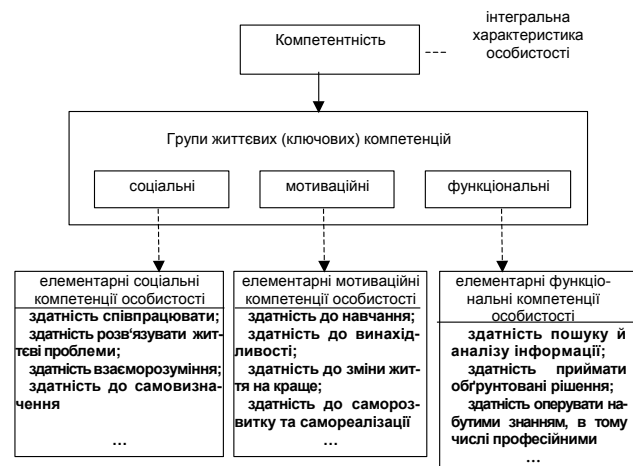 інтегральна
характеристика
особистості
Компетентність
Групи життєвих (ключових) компетенцій
соціальні
мотиваційні
функціональні
елементарні соціальні
компетенції особистості
здатність співпрацювати;
здатність розв'язувати жит-
тєві проблеми;
здатність взаєморозуміння;
здатність до самовизна-
чення
…
елементарні мотиваційні
компетенції особистості
здатність до навчання;
здатність до винахід-
ливості;
здатність до зміни жит-
тя на краще;
здатність до самороз-
витку та самореалізації
…
елементарні функціо-
нальні компетенції
особистості
здатність пошуку й
аналізу інформації;
здатність приймати
обґрунтовані рішення;
здатність оперувати на-
бутими знанням, в тому
числі професійними
…